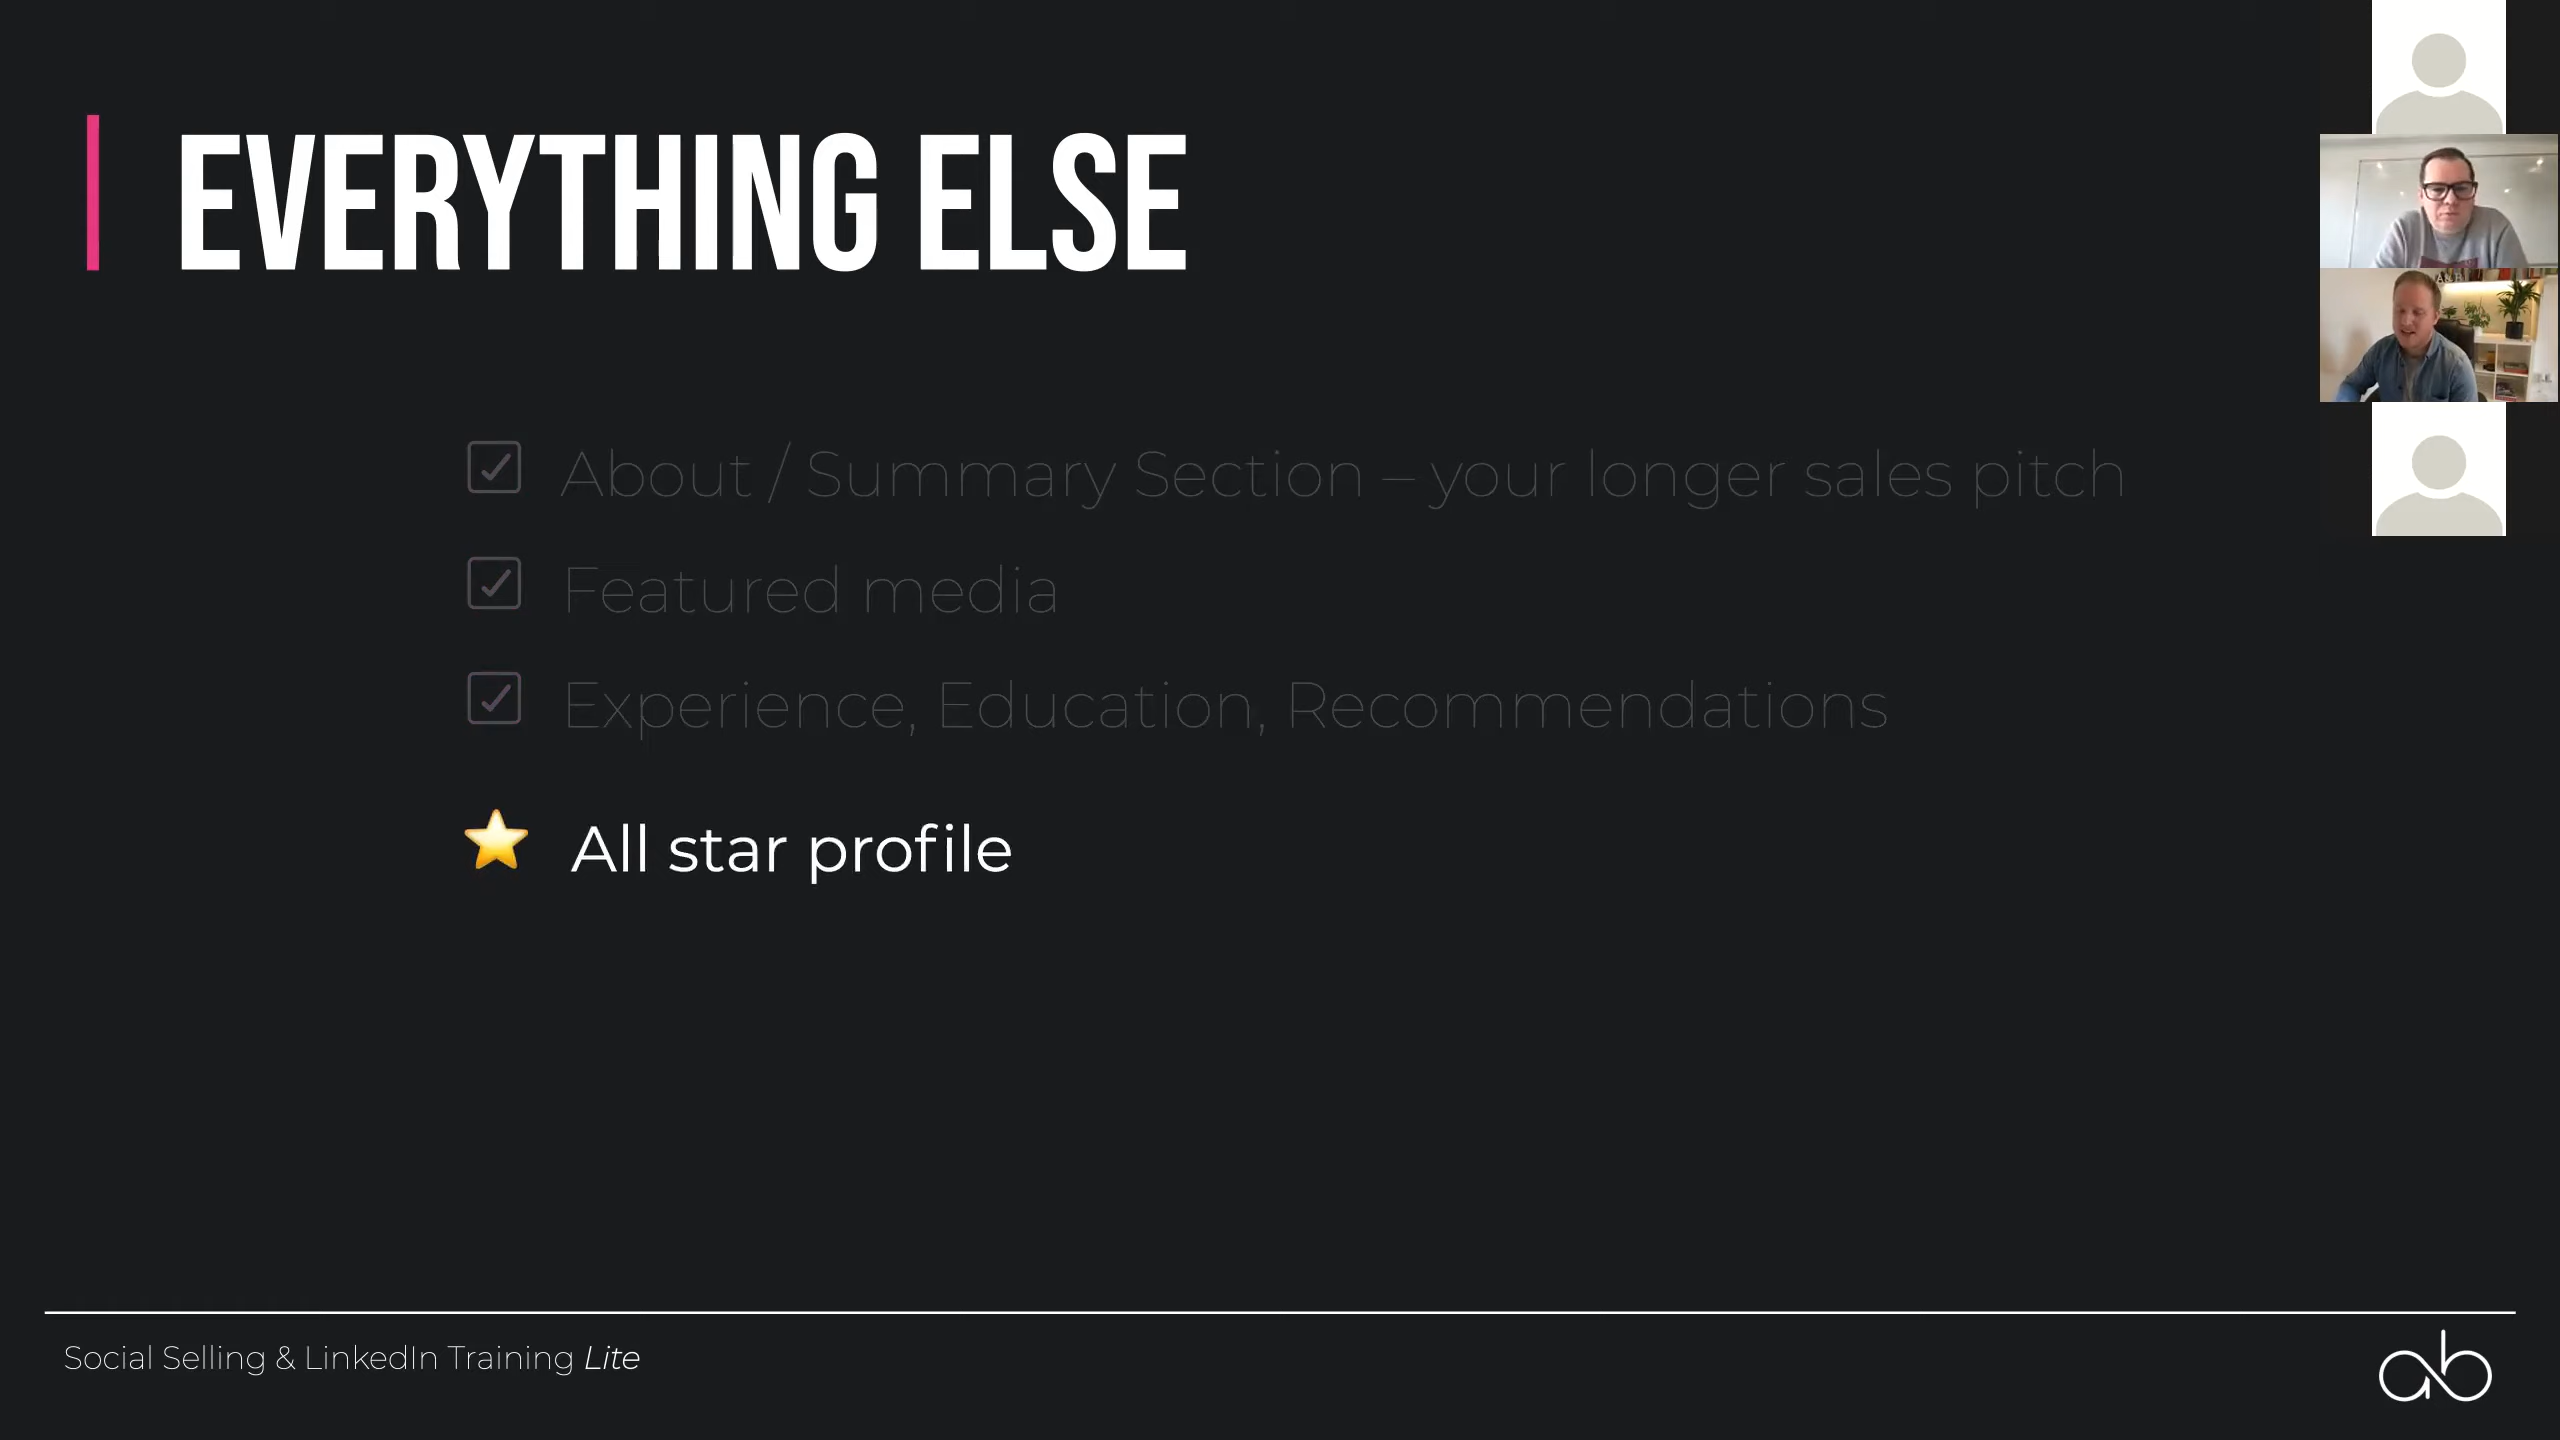 EVERYTHING ELSE
About / Summary Section – your longer sales pitch
Featured media
Experience, Education, Recommendations
All star profile
Social Selling & LinkedIn Training Lite
ab